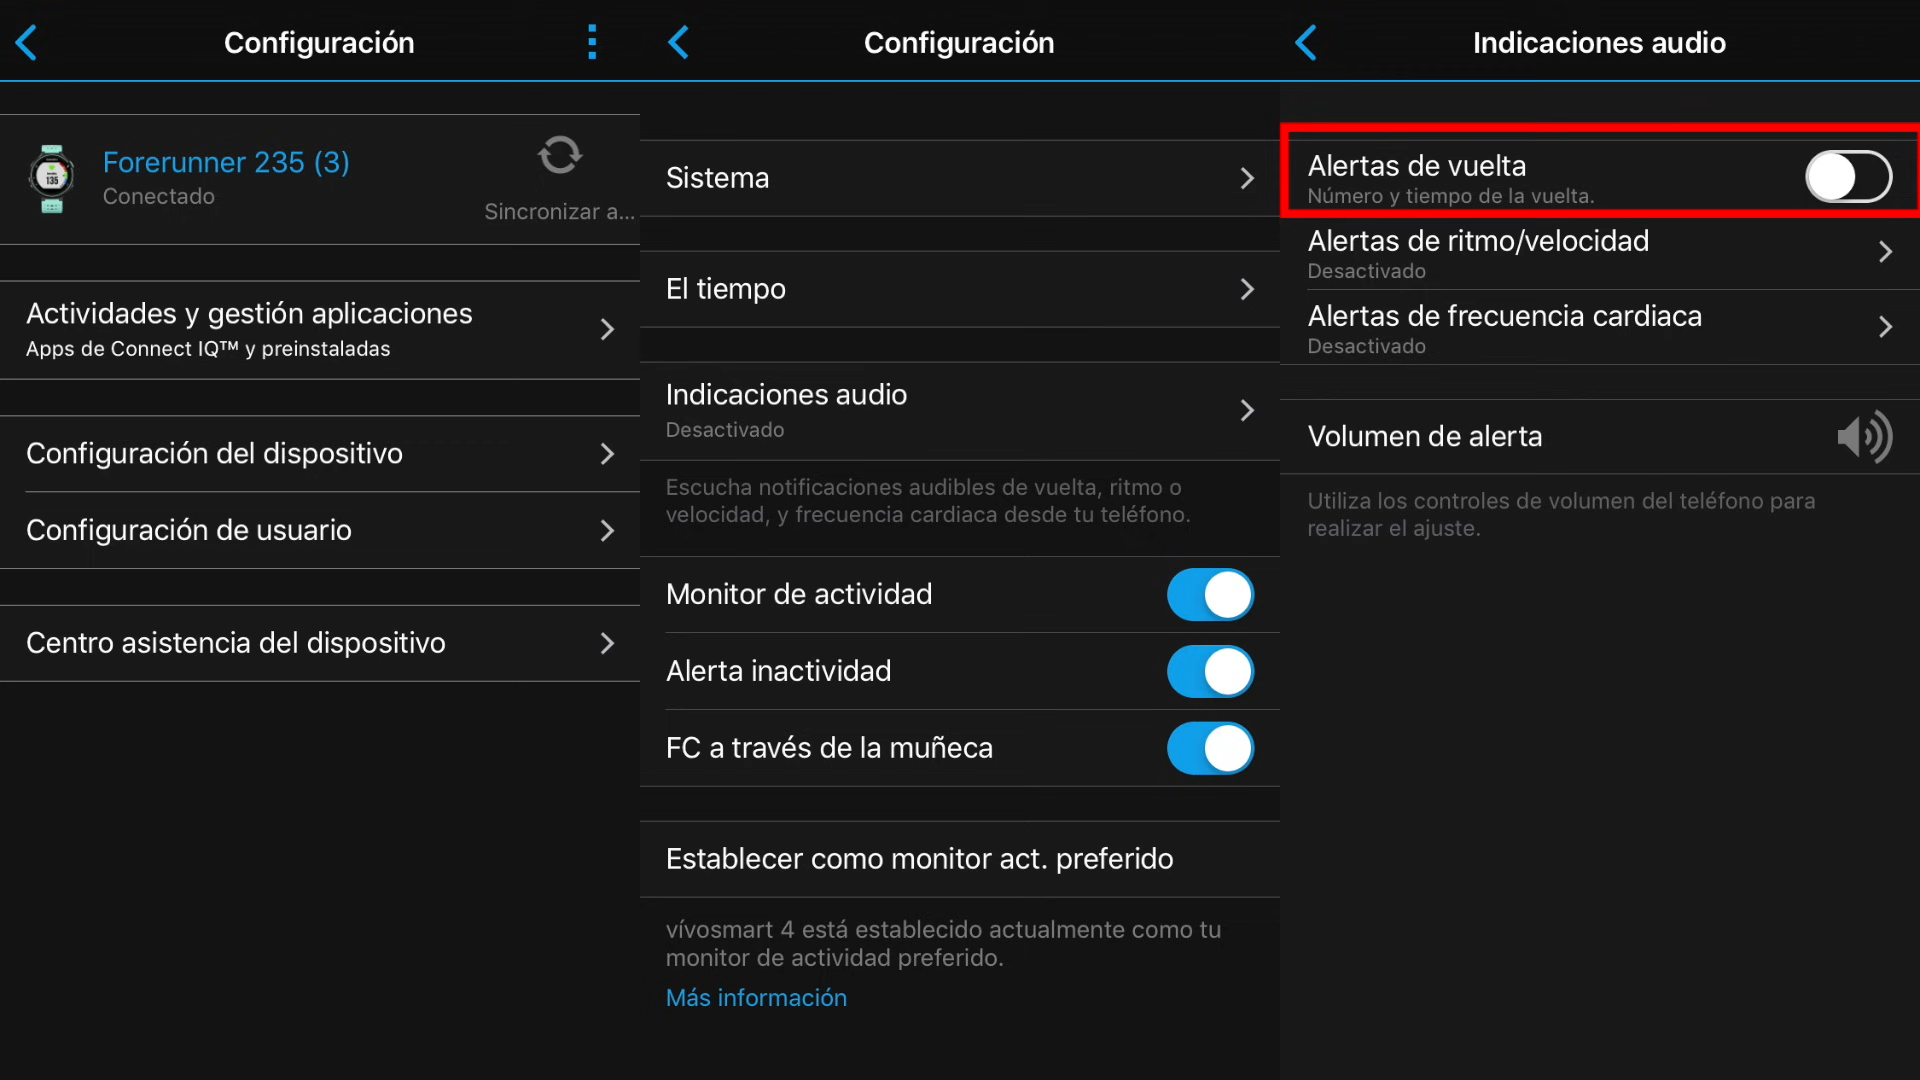 Configuración
Forerunner 235 (3)
Conectado
Sincronizar a...
Actividades y gestión aplicaciones
Apps de Connect IQ™ y preinstaladas
Configuración del dispositivo
Configuración de usuario
Centro asistencia del dispositivo
Configuración
Sistema
El tiempo
Indicaciones audio
Desactivado
Escucha notificaciones audibles de vuelta, ritmo o
velocidad, y frecuencia cardiaca desde tu teléfono.
Monitor de actividad
Alerta inactividad
FC a través de la muñeca
Establecer como monitor act. preferido
vívosmart 4 está establecido actualmente como tu
monitor de actividad preferido.
Más información
Indicaciones audio
Alertas de vuelta
Número y tiempo de la vuelta.
Alertas de ritmo/velocidad
Desactivado
Alertas de frecuencia cardiaca
Desactivado
Volumen de alerta
Utiliza los controles de volumen del teléfono para
realizar el ajuste.